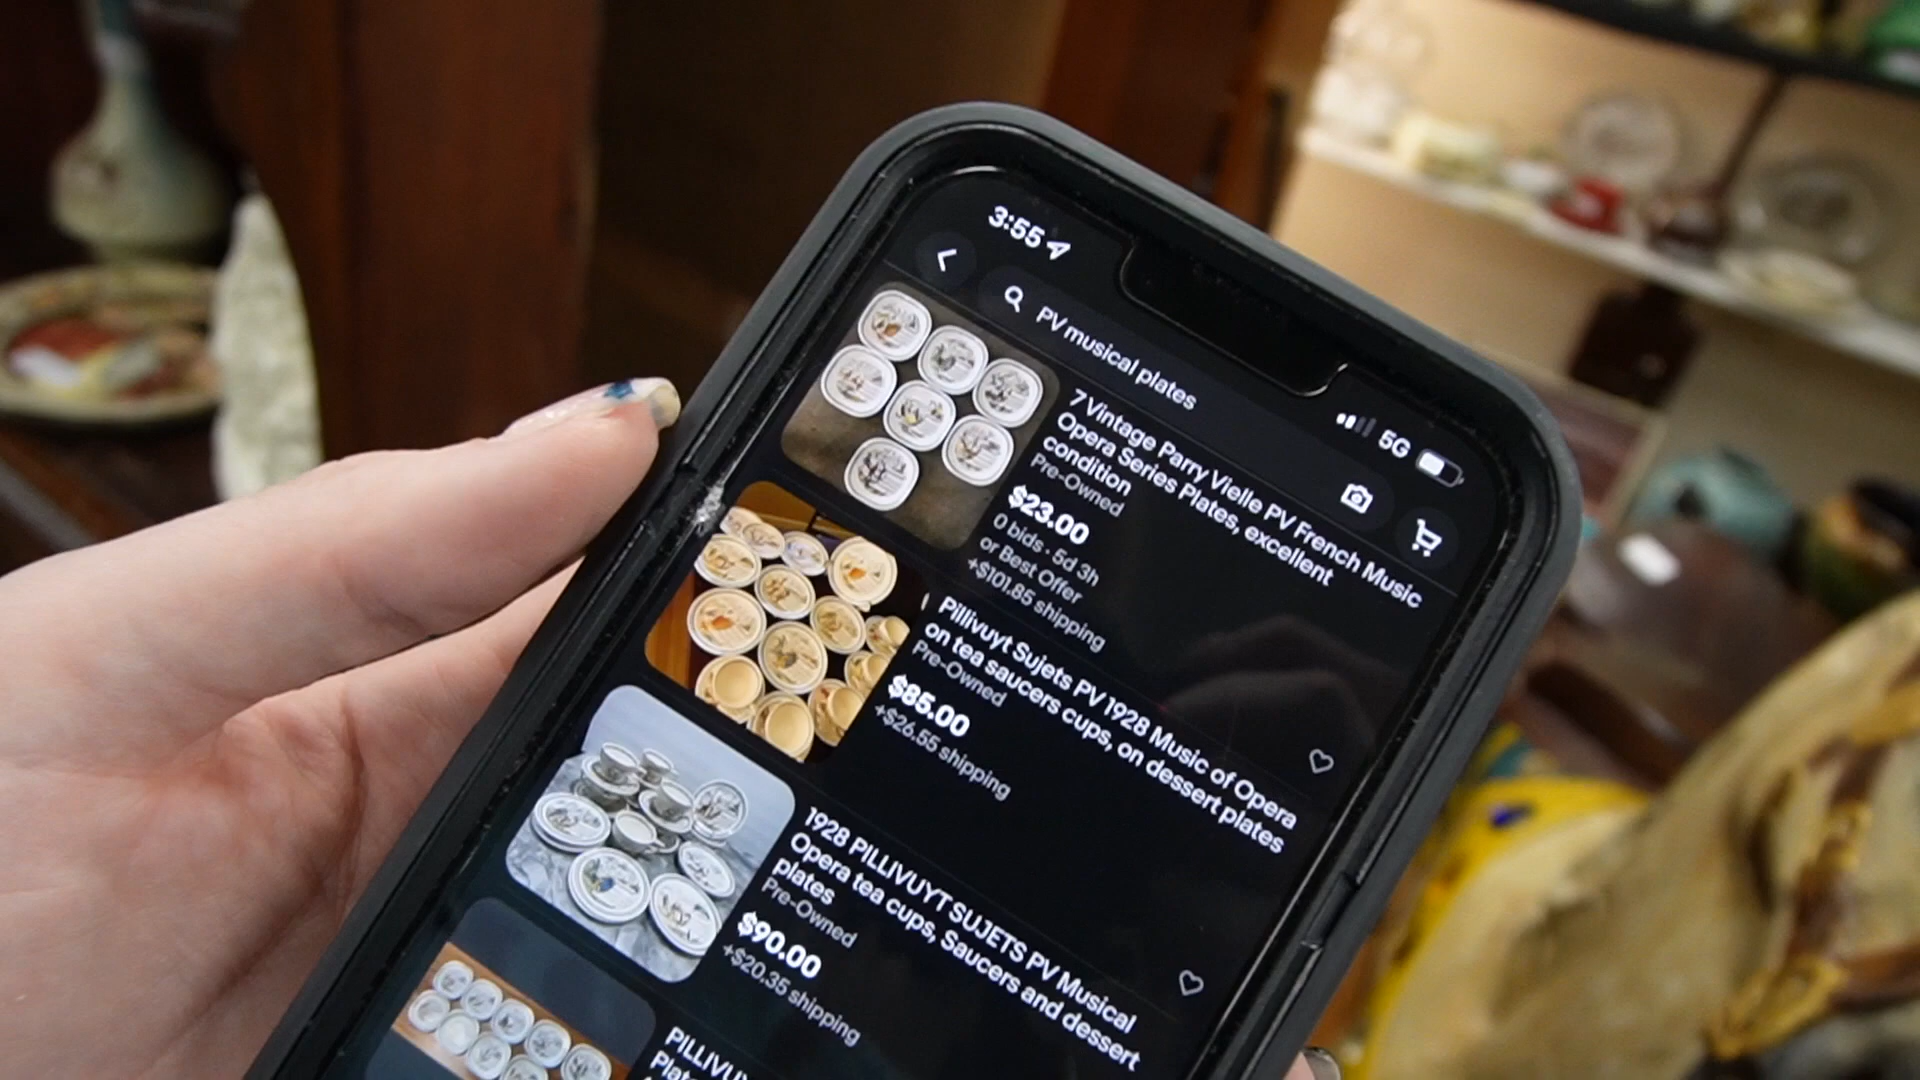 3:55
5G
PV musical plates
7 Vintage Parry Vielle PV French Music
Opera Series Plates, excellent
condition
Pre-Owned
$23.00
0 bids · 5d 3h
or Best Offer
+$101.85 shipping
Pillivuyt Sujets PV 1928 Music of Opera
on tea saucers cups, on dessert plates
Pre-Owned
$85.00
+$26.55 shipping
1928 PILLIVUYT SUJETS PV Musical
Opera tea cups, Saucers and dessert
plates
Pre-Owned
$90.00
+$20.35 shipping